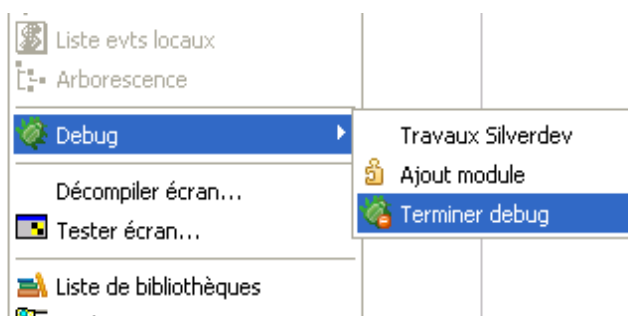 Liste evts locaux
Arborescence
Debug
Travaux Silverdev
Ajout module
Terminer debug
Décompiler écran...
Tester écran...
Liste de bibliothèques